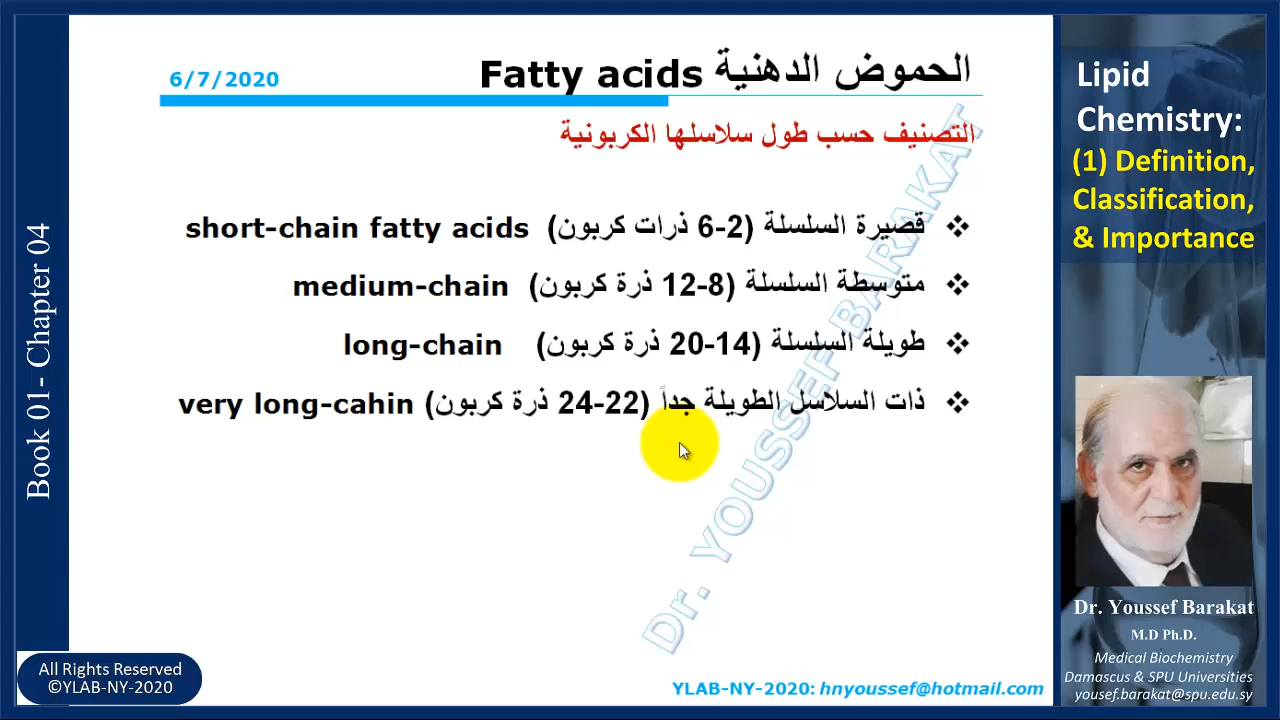 6/7/2020
الحموض الدهنية Fatty acids
التصنيف حسب طول سلاسلها الكربونية
❖ قصيرة السلسلة (2-6 ذرات كربون) short-chain fatty acids
❖ متوسطة السلسلة (8-12 ذرة كربون) medium-chain
❖ طويلة السلسلة (14-20 ذرة كربون) long-chain
❖ ذات السلاسل الطويلة جداً (22-24 ذرة كربون) very long-cahin
Dr. YOUSSEF BARAKAT
YLAB-NY-2020: hnyoussef@hotmail.com
Book 01- Chapter 04
All Rights Reserved
©YLAB-NY-2020
Lipid
Chemistry:
(1) Definition,
Classification,
& Importance
Dr. Youssef Barakat
M.D Ph.D.
Medical Biochemistry
Damascus & SPU Universities
yousef.barakat@spu.edu.sy